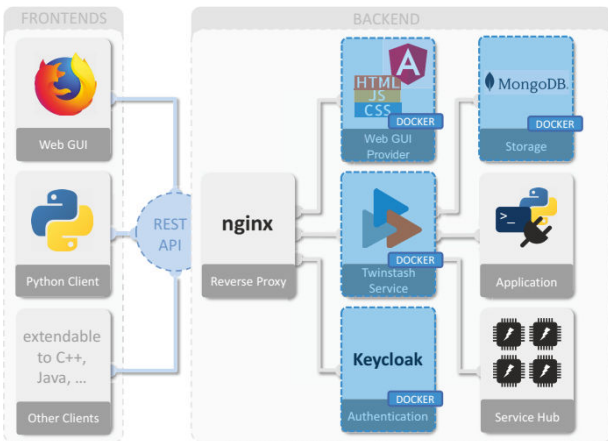 FRONTENDS
BACKEND
Web GUI
Python Client
extendable
to C++,
Java, ...
Other Clients
REST
API
nginx
Reverse Proxy
A
HTML
JS
CSS
DOCKER
Web GUI
Provider
MongoDB.
DOCKER
Storage
DOCKER
Twinstash
Service
>_
Application
Keycloak
DOCKER
Authentication
Service Hub